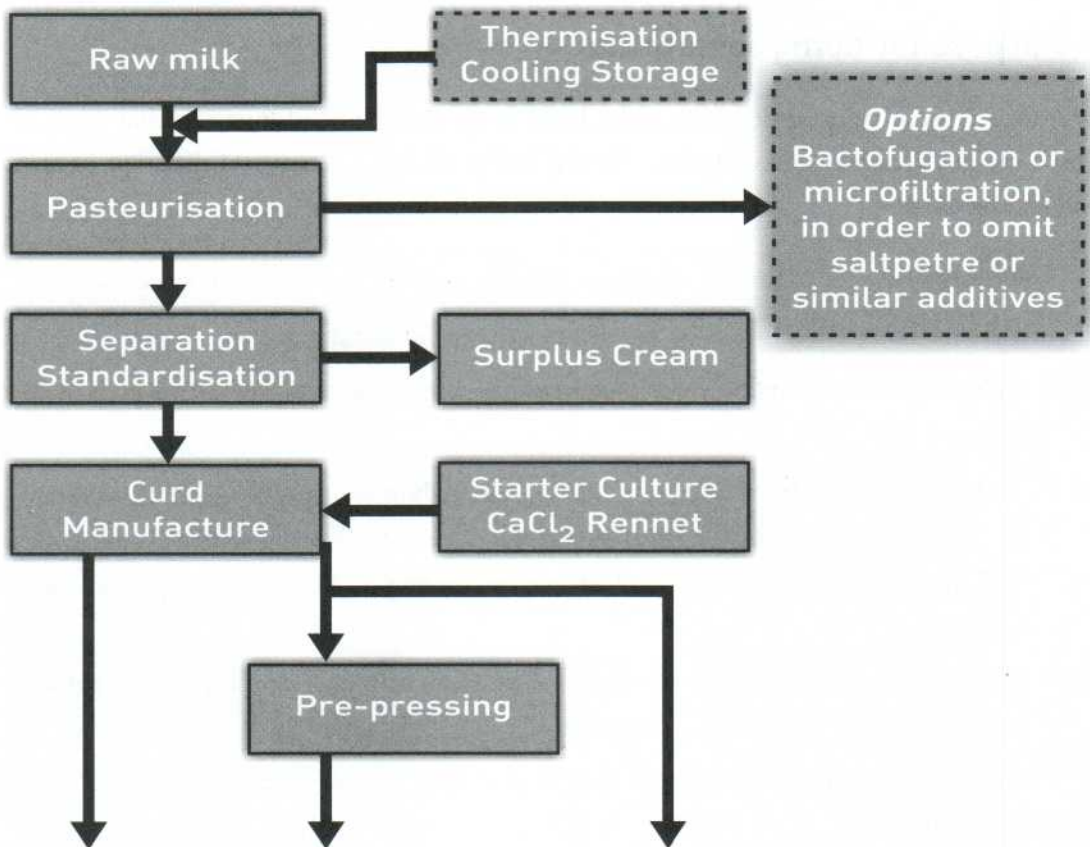 Raw milk
Thermisation
Cooling Storage
Options
Bactofugation or
microfiltration,
in order to omit
saltpetre or
similar additives
Pasteurisation
Separation
Standardisation
Surplus Cream
Curd
Manufacture
Starter Culture
CaCl₂ Rennet
Pre-pressing